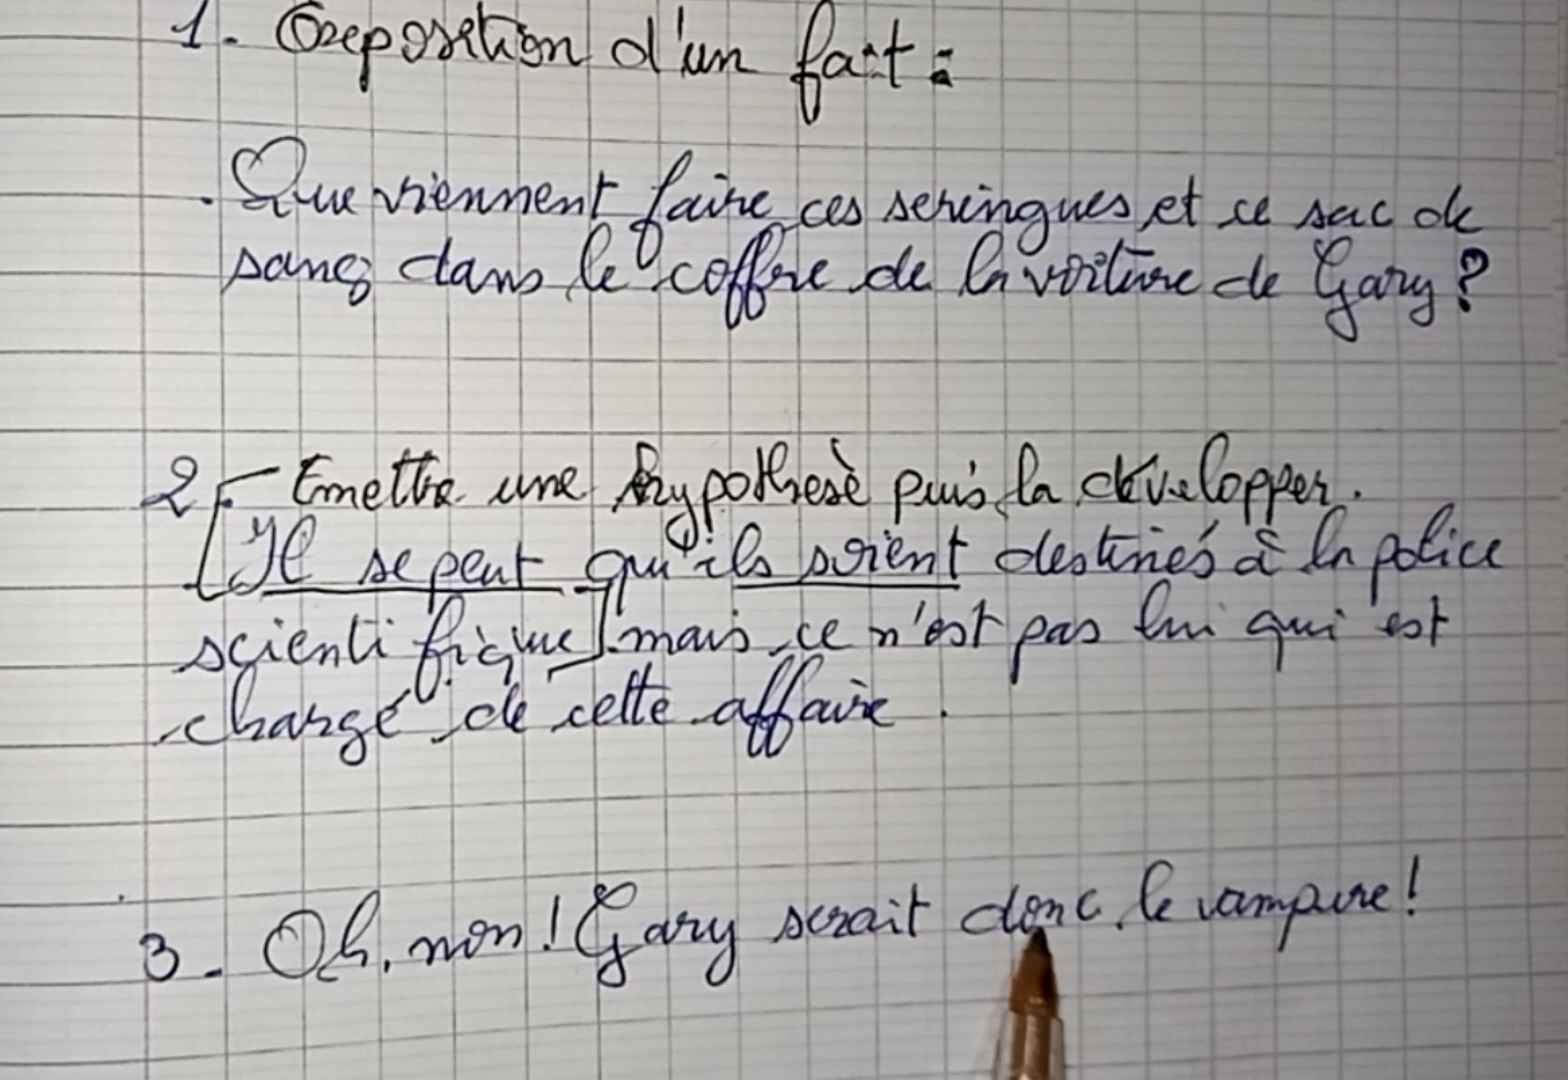 1. Exposition d'un fait :
. Que viennent faire ces seringues et ce sac de
sang dans le coffre de la voiture de Gary ?
2 - Emettre une hypothesè puis la développer.
[Il se peut qu'ils soient destinés à la police
scientifique] mais ce n'est pas lui qui est
chargé de cette affaire.
3. Oh, non ! Gary serait donc le vampire !